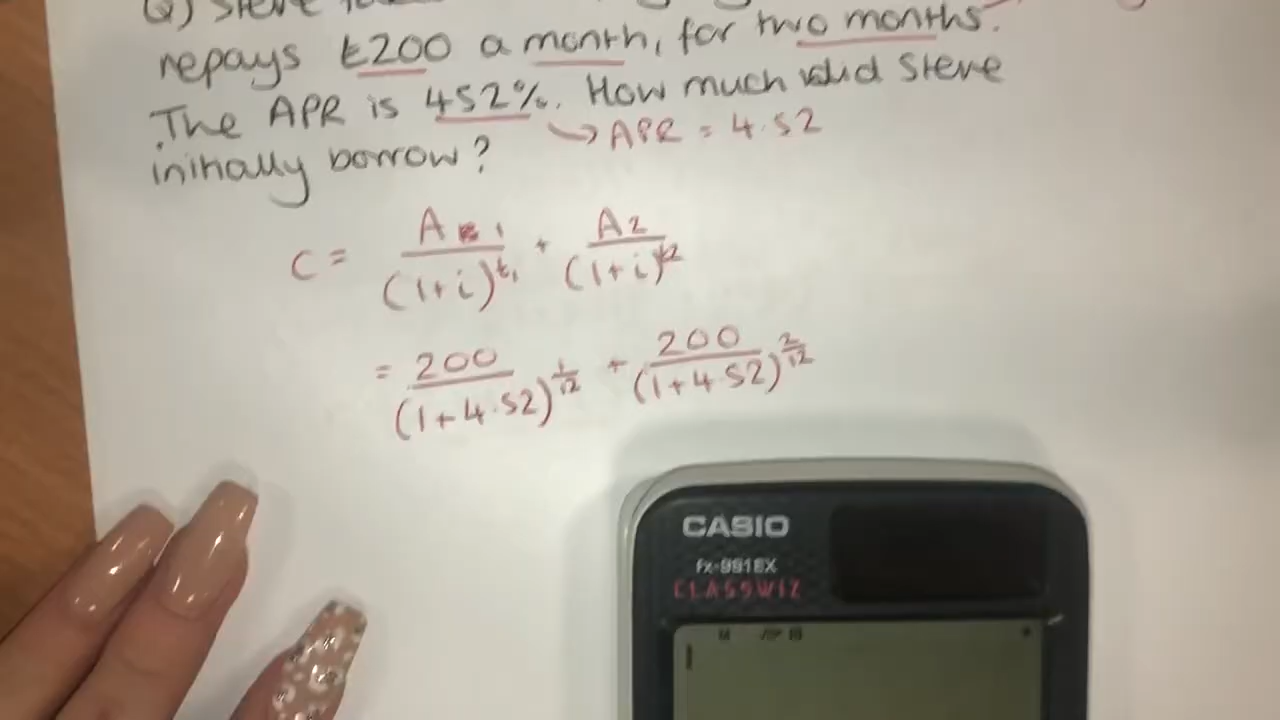 Q) Steve
repays £200 a month, for two months.
The APR is 452%. How much did Steve
→ APR = 4.52
initially borrow?
C = A1/(1+i)^t1 + A2/(1+i)^t2
= 200/(1+4.52)^1/12 + 200/(1+4.52)^2/12
CASIO
fx-991EX
CLASSWIZ